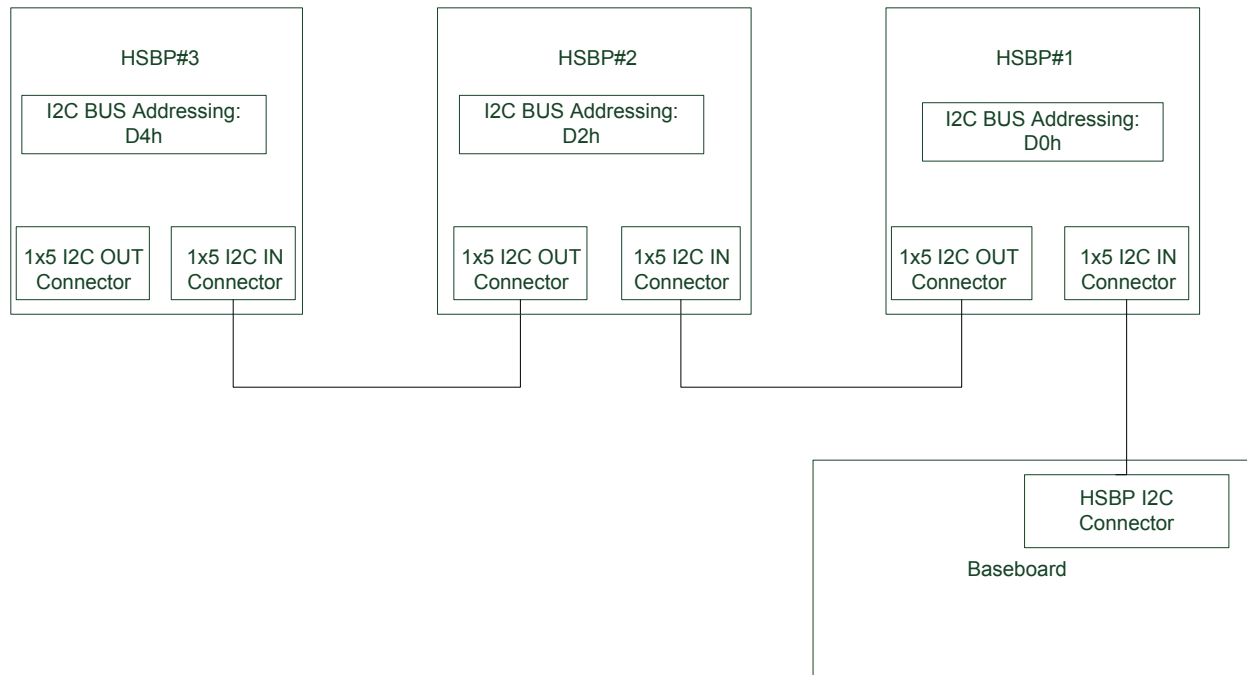 HSBP#3
I2C BUS Addressing:
D4h
1x5 I2C OUT
Connector
1x5 I2C IN
Connector
HSBP#2
I2C BUS Addressing:
D2h
1x5 I2C OUT
Connector
1x5 I2C IN
Connector
HSBP#1
I2C BUS Addressing:
D0h
1x5 I2C OUT
Connector
1x5 I2C IN
Connector
HSBP I2C
Connector
Baseboard